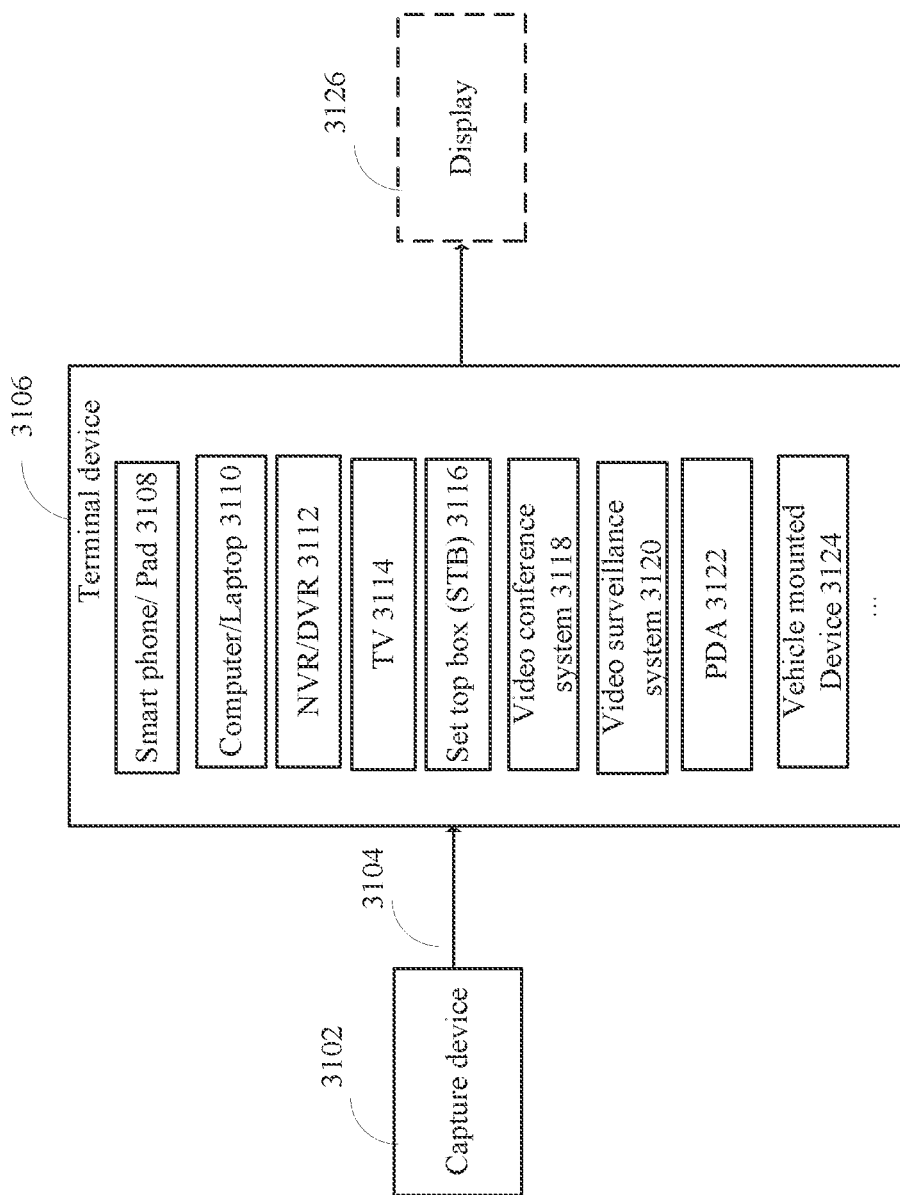 3106
Terminal device
Smart phone/ Pad 3108
Computer/Laptop 3110
NVR/DVR 3112
TV 3114
Set top box (STB) 3116
Video conference
system 3118
Video surveillance
system 3120
PDA 3122
Vehicle mounted
Device 3124
...
3102
Capture device
3104
3126
Display